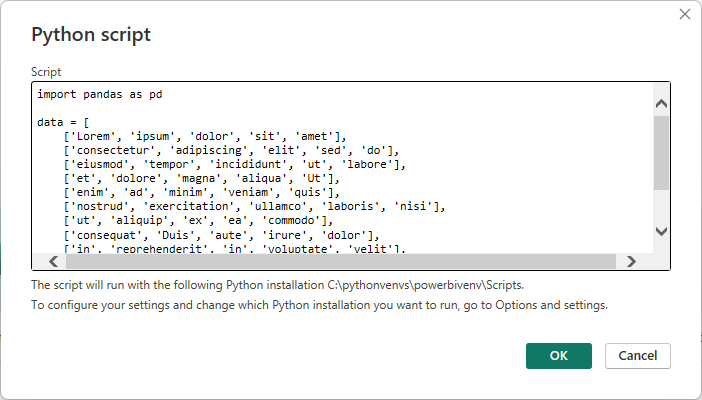 Python script
Script
import pandas as pd
data = [
['Lorem', 'ipsum', 'dolor', 'sit', 'amet'],
['consectetur', 'adipiscing', 'elit', 'sed', 'do'],
['eiusmod', 'tempor', 'incididunt', 'ut', 'labore'],
['et', 'dolore', 'magna', 'aliqua', 'Ut'],
['enim', 'ad', 'minim', 'veniam', 'quis'],
['nostrud', 'exercitation', 'ullamco', 'laboris', 'nisi'],
['ut', 'aliquip', 'ex', 'ea', 'commodo'],
['consequat', 'Duis', 'aute', 'irure', 'dolor'],
['in', 'reprehenderit', 'in', 'voluptate', 'velit'],
The script will run with the following Python installation C:\pythonvenvs\powerbivenv\Scripts.
To configure your settings and change which Python installation you want to run, go to Options and settings.
OK Cancel